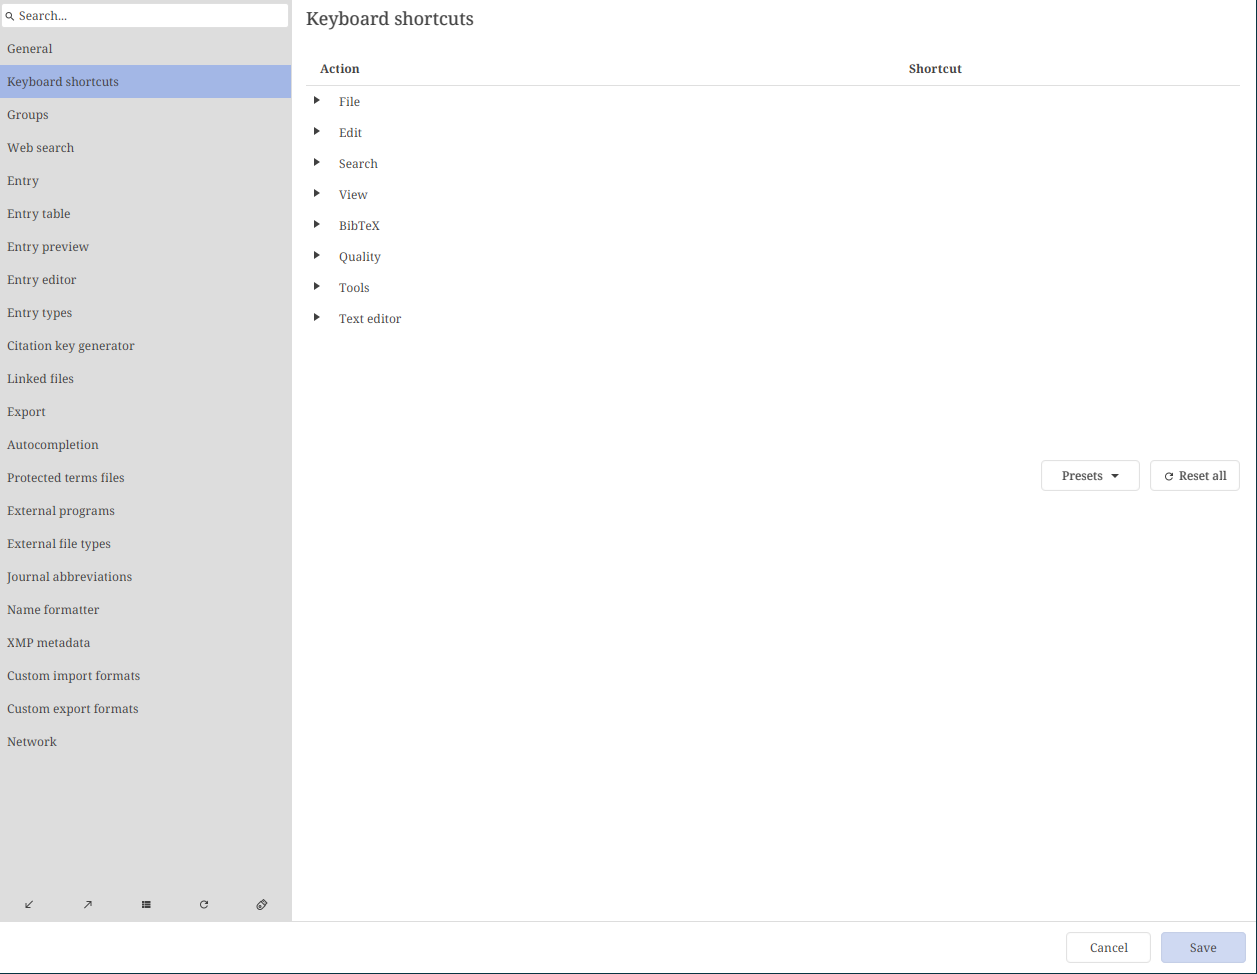 Search...
General
Keyboard shortcuts
Groups
Web search
Entry
Entry table
Entry preview
Entry editor
Entry types
Citation key generator
Linked files
Export
Autocompletion
Protected terms files
External programs
External file types
Journal abbreviations
Name formatter
XMP metadata
Custom import formats
Custom export formats
Network
Keyboard shortcuts
Action Shortcut
File
Edit
Search
View
BibTeX
Quality
Tools
Text editor
Presets Reset all
Cancel Save